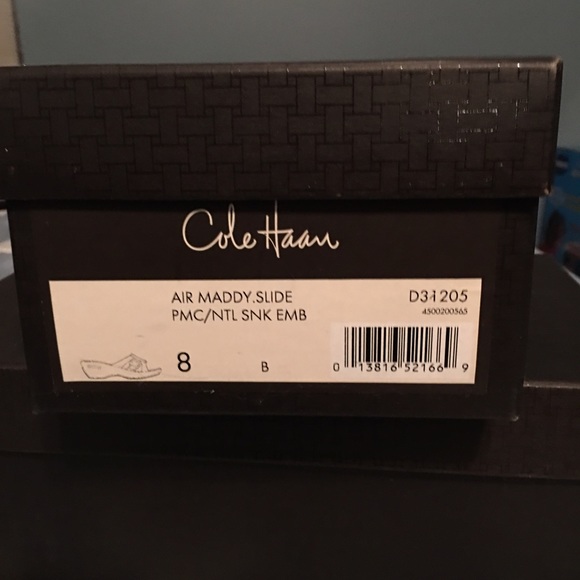 Cole Haan
AIR MADDY.SLIDE
PMC/NTL SNK EMB
D31205
4500200565
8 B
0 13816 52166 9